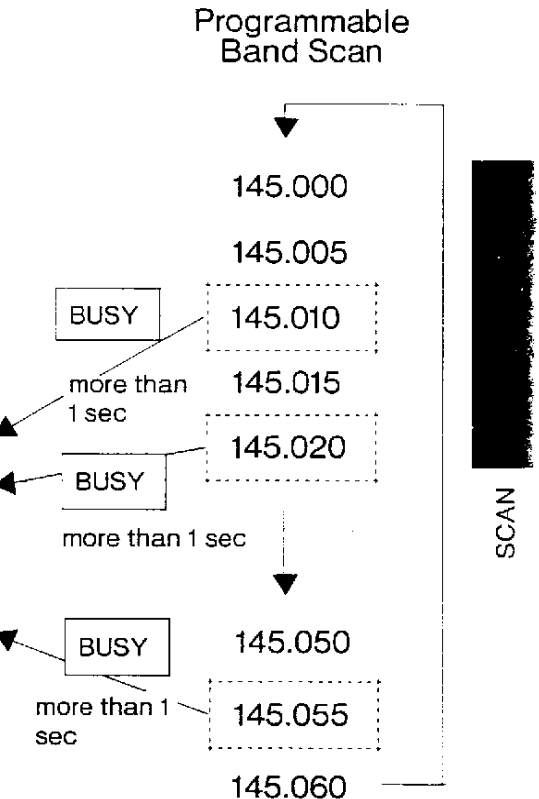 Programmable
Band Scan
145.000
145.005
BUSY
145.010
more than
1 sec
145.015
145.020
BUSY
more than 1 sec
SCAN
BUSY
145.050
more than 1
sec
145.055
145.060